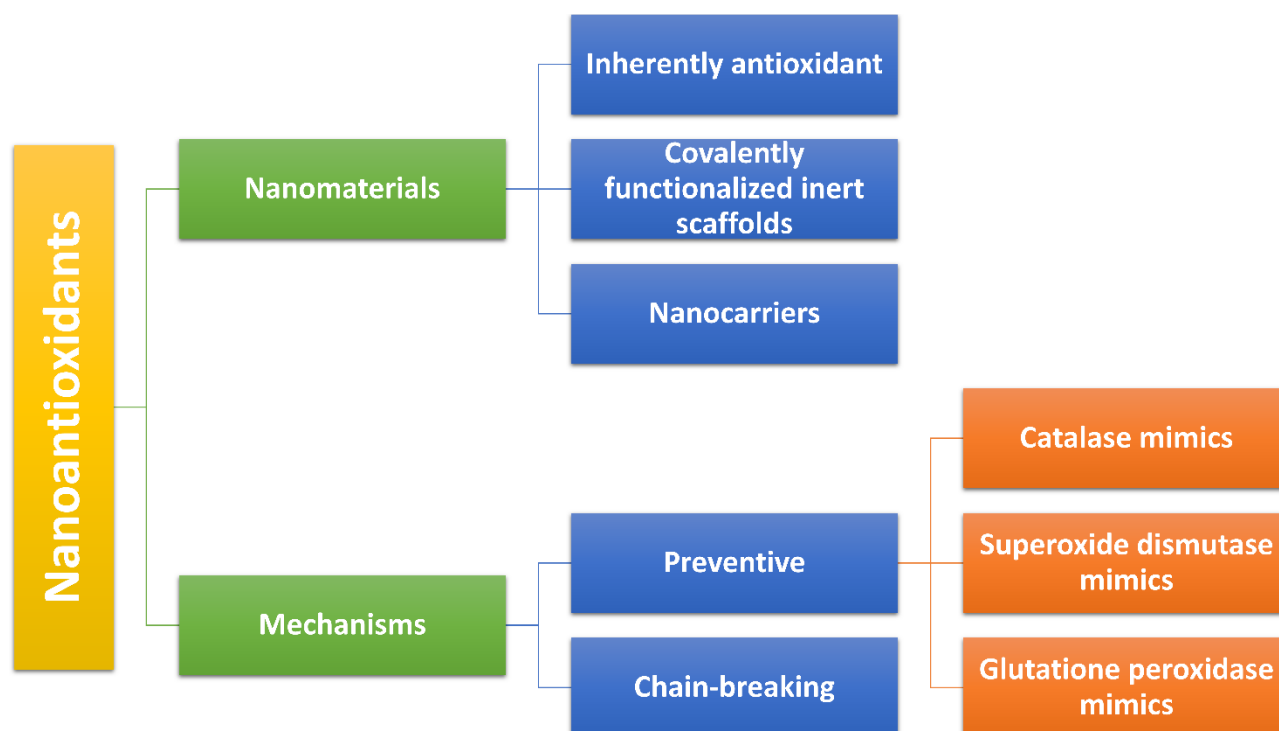 Nanoantioxidants
Nanomaterials
Inherently antioxidant
Covalently
functionalized inert
scaffolds
Nanocarriers
Mechanisms
Preventive
Catalase mimics
Superoxide dismutase
mimics
Glutatione peroxidase
mimics
Chain-breaking